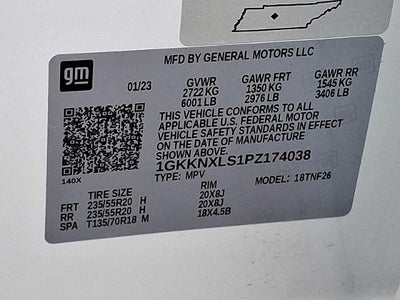 MFD BY GENERAL MOTORS LLC
gm
01/23 GVWR GAWR FRT GAWR RR
2722 KG 1350 KG 1545 KG
6001 LB 2976 LB 3406 LB
THIS VEHICLE CONFORMS TO ALL
APPLICABLE U.S. FEDERAL MOTOR
VEHICLE SAFETY STANDARDS IN EFFECT
ON THE DATE OF MANUFACTURE
SHOWN ABOVE.
1GKKNXLS1PZ174038
140X TYPE: MPV MODEL: 18TNF26
TIRE SIZE RIM
FRT 235/55R20 H 20X8J
RR 235/55R20 H 20X8J
SPA T135/70R18 M 18X4.5B